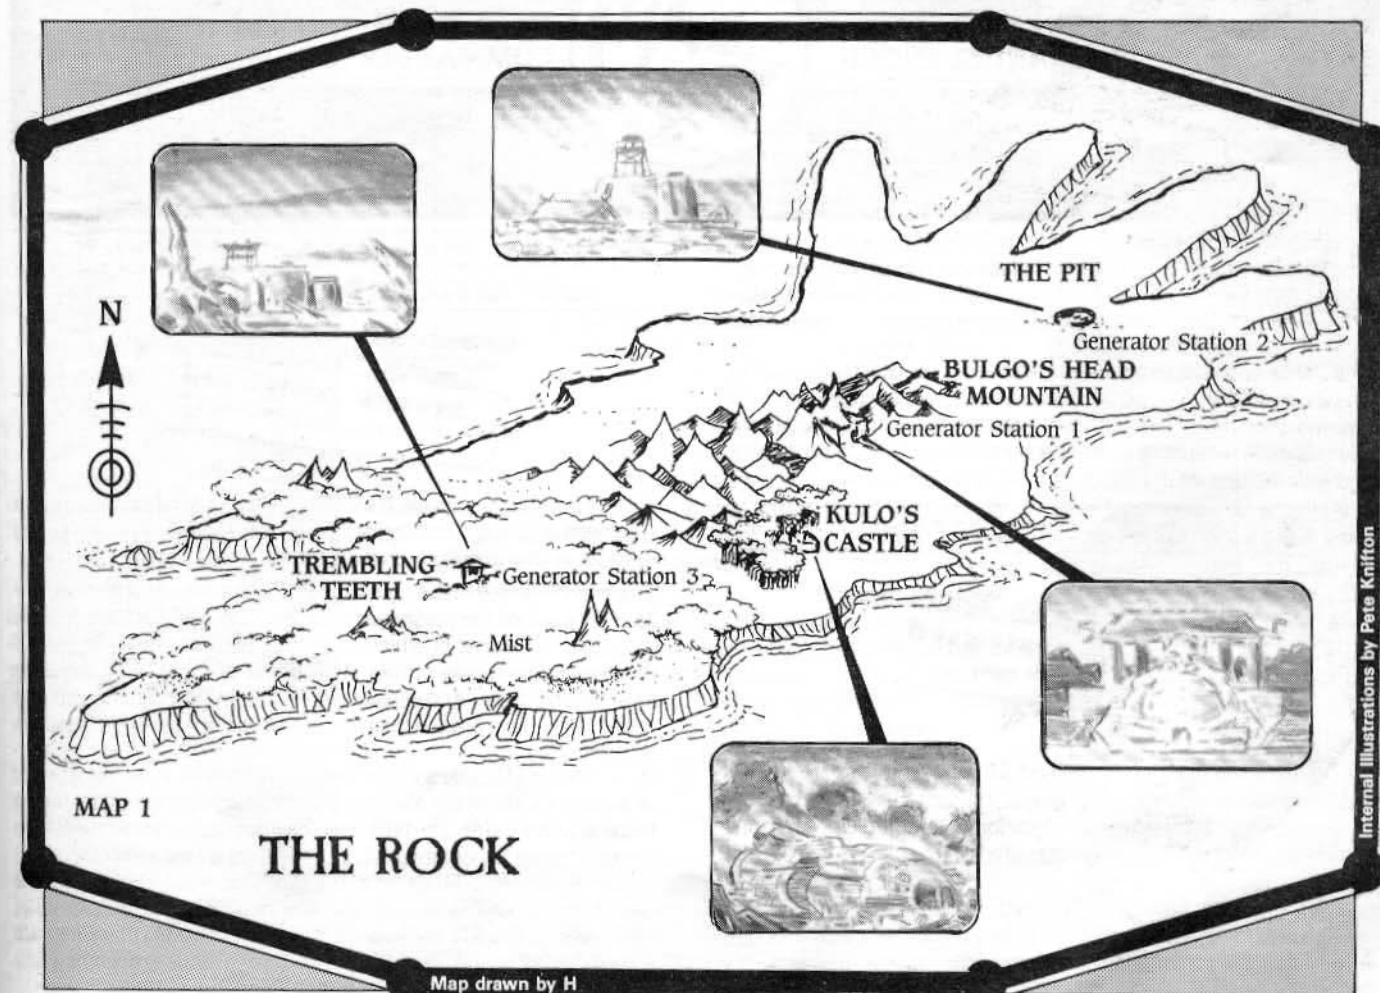 N
THE PIT
Generator Station 2
BULGO'S HEAD
MOUNTAIN
Generator Station 1
KULO'S
CASTLE
TREMBLING
TEETH
Generator Station 3
Mist
MAP 1
THE ROCK
Map drawn by H
Internal Illustrations by Pete Knifton